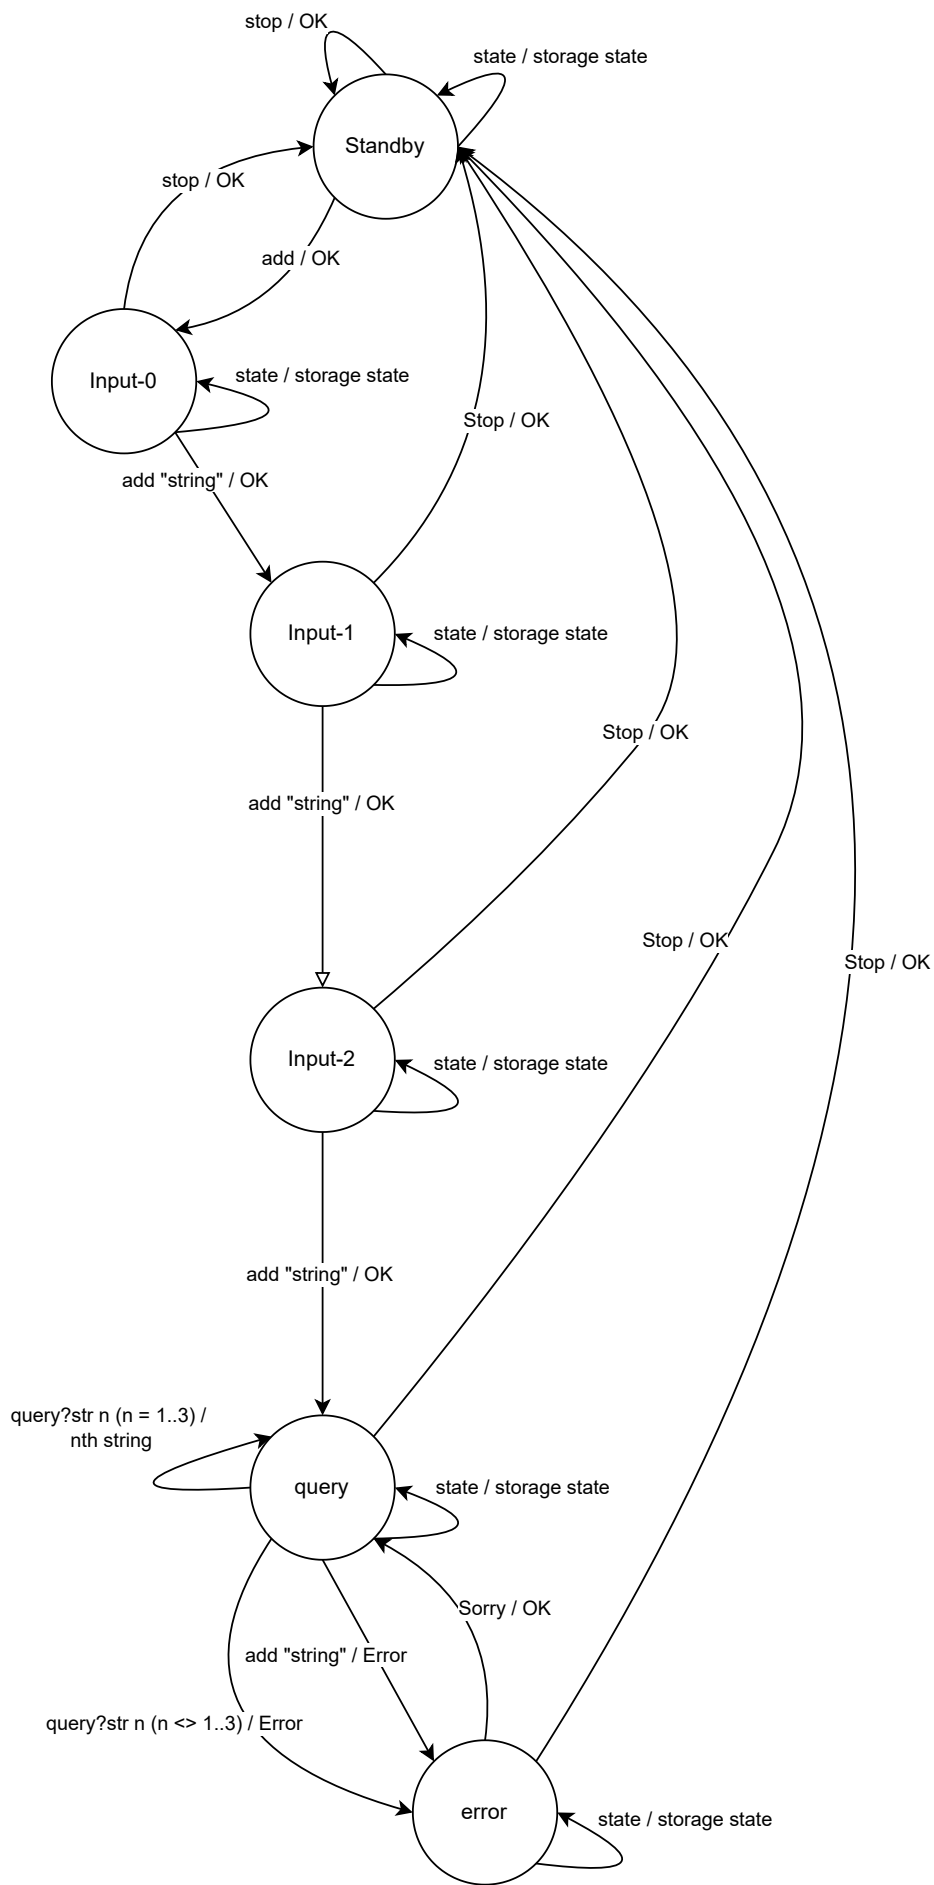 stop / OK
state / storage state
Standby
stop / OK
add / OK
Input-0
state / storage state
Stop / OK
add "string" / OK
Input-1
state / storage state
Stop / OK
add "string" / OK
Stop / OK
Stop / OK
Input-2
state / storage state
add "string" / OK
query?str n (n = 1..3) /
nth string
query
state / storage state
Sorry / OK
add "string" / Error
query?str n (n <> 1..3) / Error
error
state / storage state